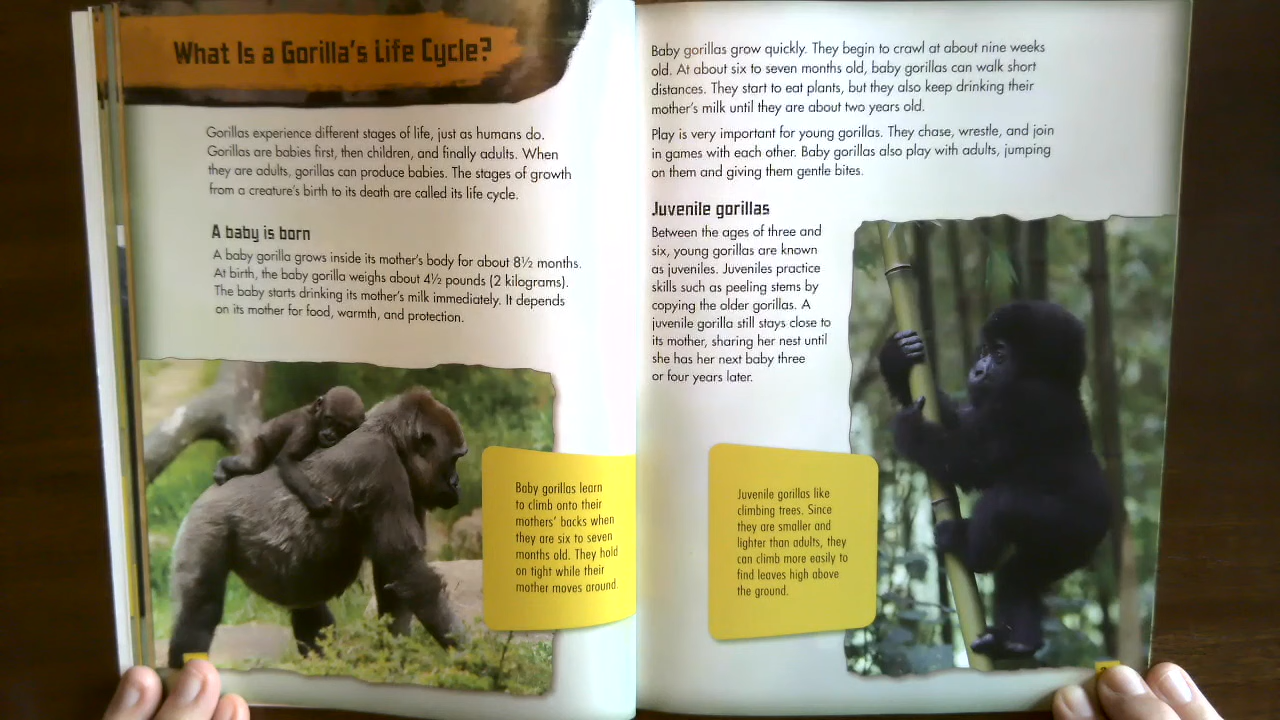 What Is a Gorilla's Life Cycle?
Gorillas experience different stages of life, just as humans do.
Gorillas are babies first, then children, and finally adults. When
they are adults, gorillas can produce babies. The stages of growth
from a creature's birth to its death are called its life cycle.
A baby is born
A baby gorilla grows inside its mother's body for about 8½ months.
At birth, the baby gorilla weighs about 4½ pounds (2 kilograms).
The baby starts drinking its mother's milk immediately. It depends
on its mother for food, warmth, and protection.
Baby gorillas learn
to climb onto their
mothers' backs when
they are six to seven
months old. They hold
on tight while their
mother moves around.
Baby gorillas grow quickly. They begin to crawl at about nine weeks
old. At about six to seven months old, baby gorillas can walk short
distances. They start to eat plants, but they also keep drinking their
mother's milk until they are about two years old.
Play is very important for young gorillas. They chase, wrestle, and join
in games with each other. Baby gorillas also play with adults, jumping
on them and giving them gentle bites.
Juvenile gorillas
Between the ages of three and
six, young gorillas are known
as juveniles. Juveniles practice
skills such as peeling stems by
copying the older gorillas. A
juvenile gorilla still stays close to
its mother, sharing her nest until
she has her next baby three
or four years later.
Juvenile gorillas like
climbing trees. Since
they are smaller and
lighter than adults, they
can climb more easily to
find leaves high above
the ground.